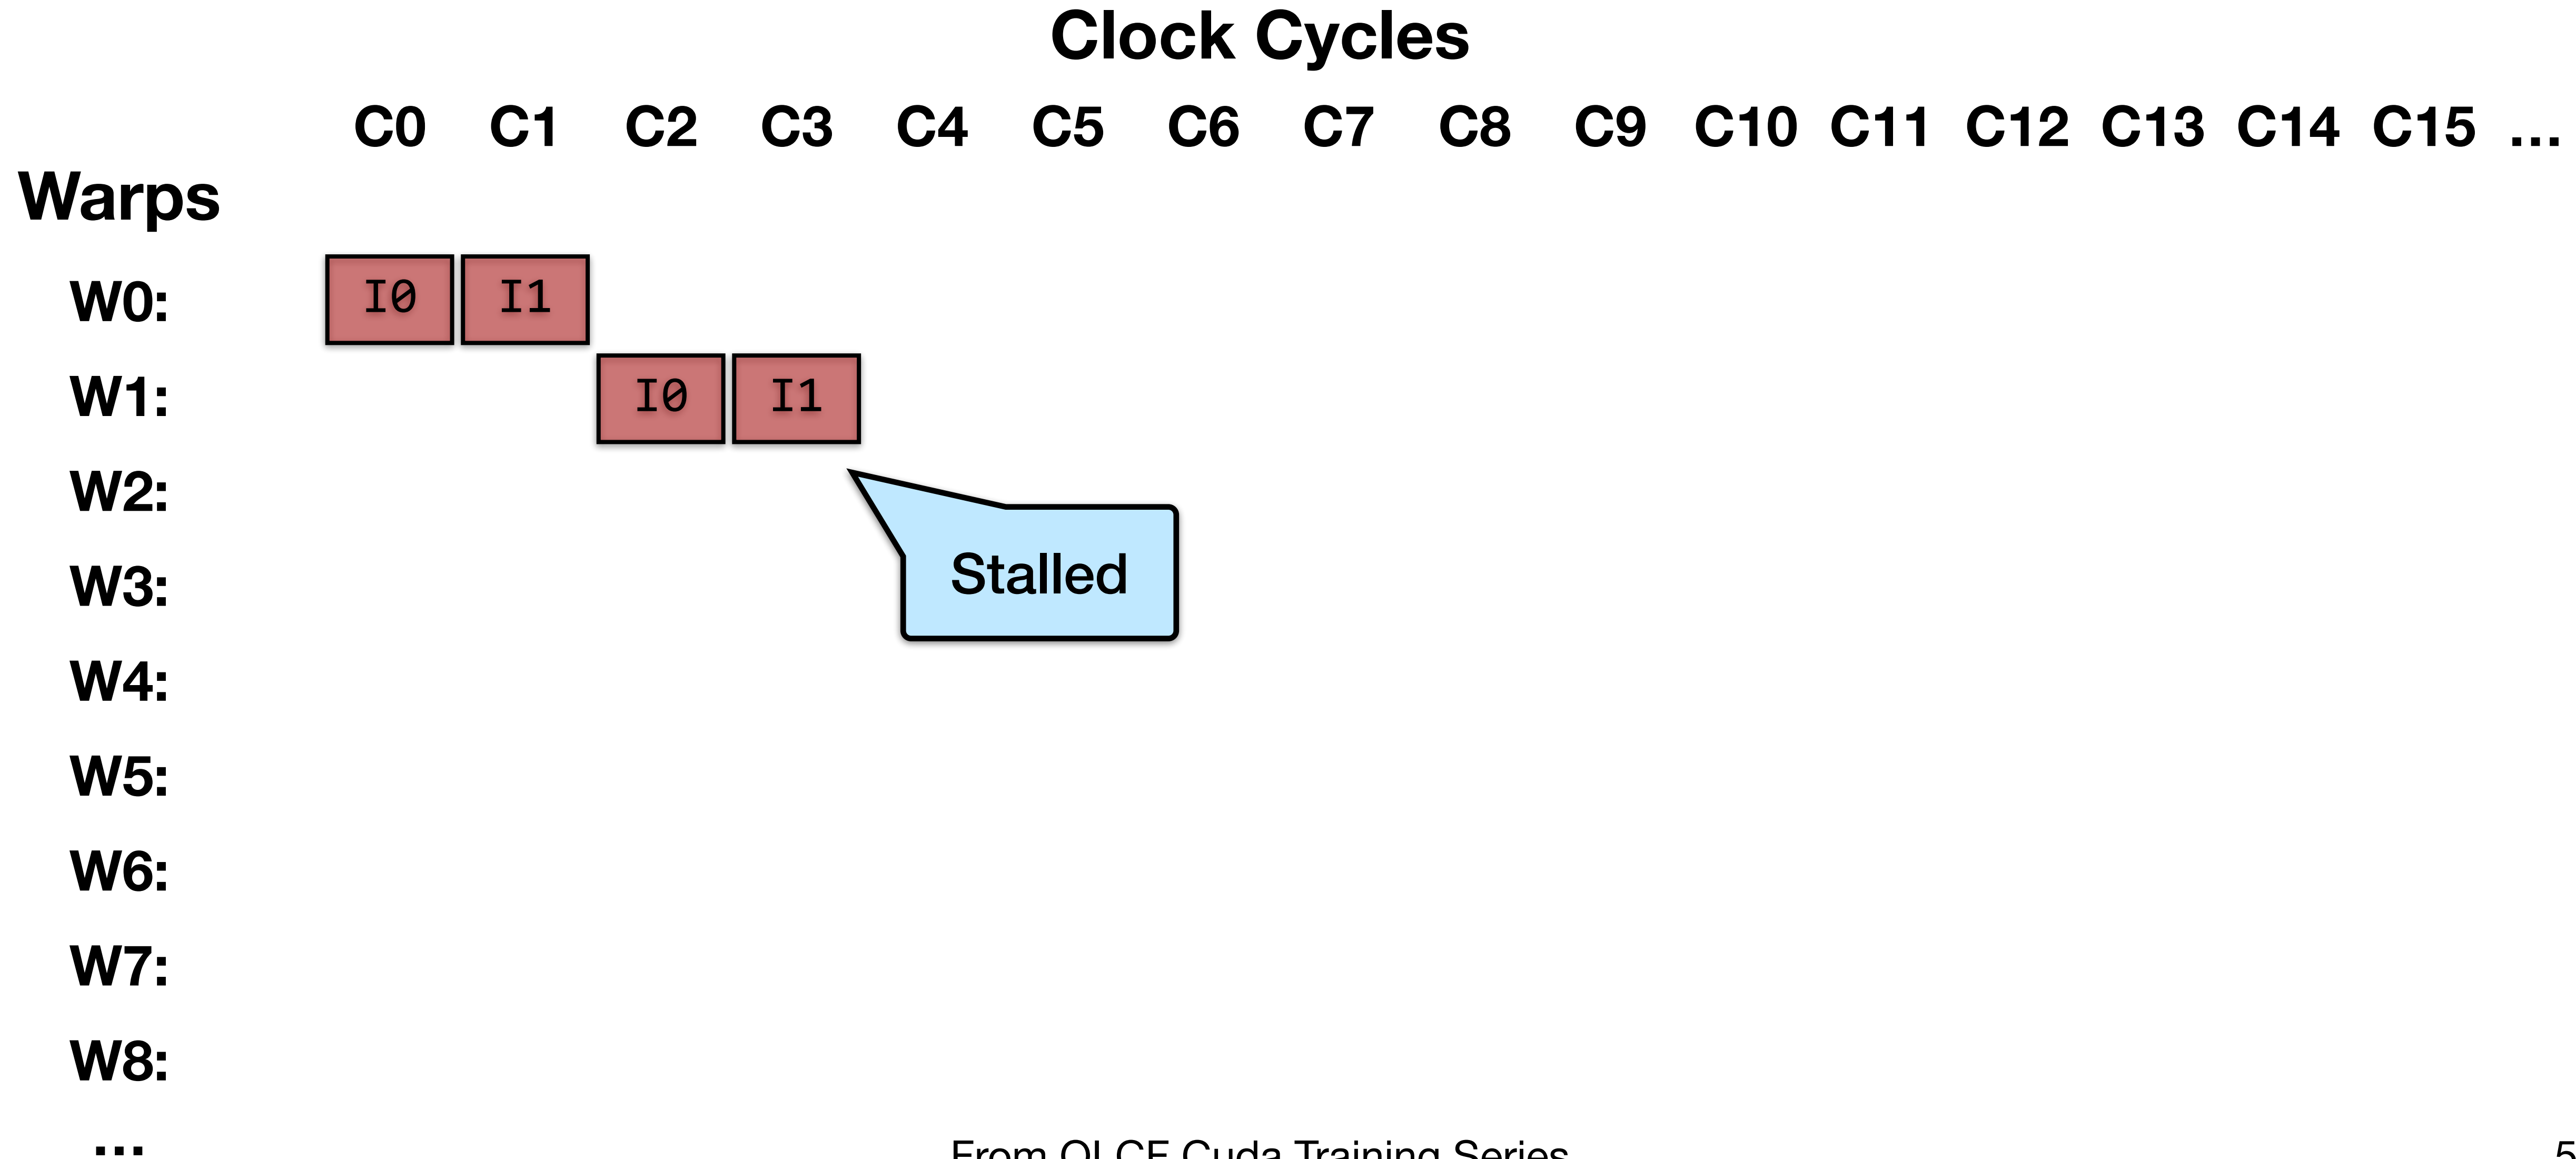 Clock Cycles
C0 C1 C2 C3 C4 C5 C6 C7 C8 C9 C10 C11 C12 C13 C14 C15 ...
Warps
W0: I0 I1
W1: I0 I1
W2:
Stalled
W3:
W4:
W5:
W6:
W7:
W8:
...
From OLCF Cuda Training Series
5